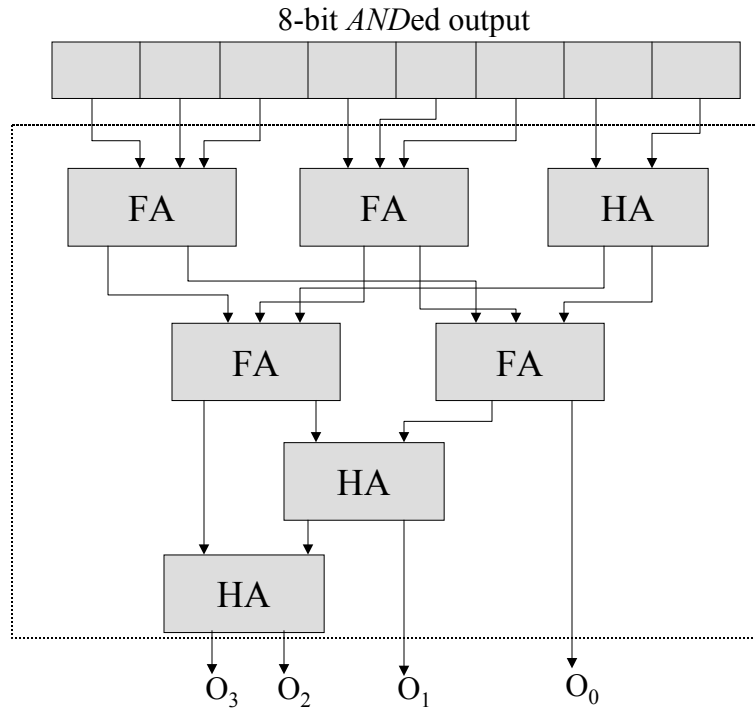 8-bit ANDed output
FA FA HA
FA FA
HA
HA
O3 O2 O1 O0